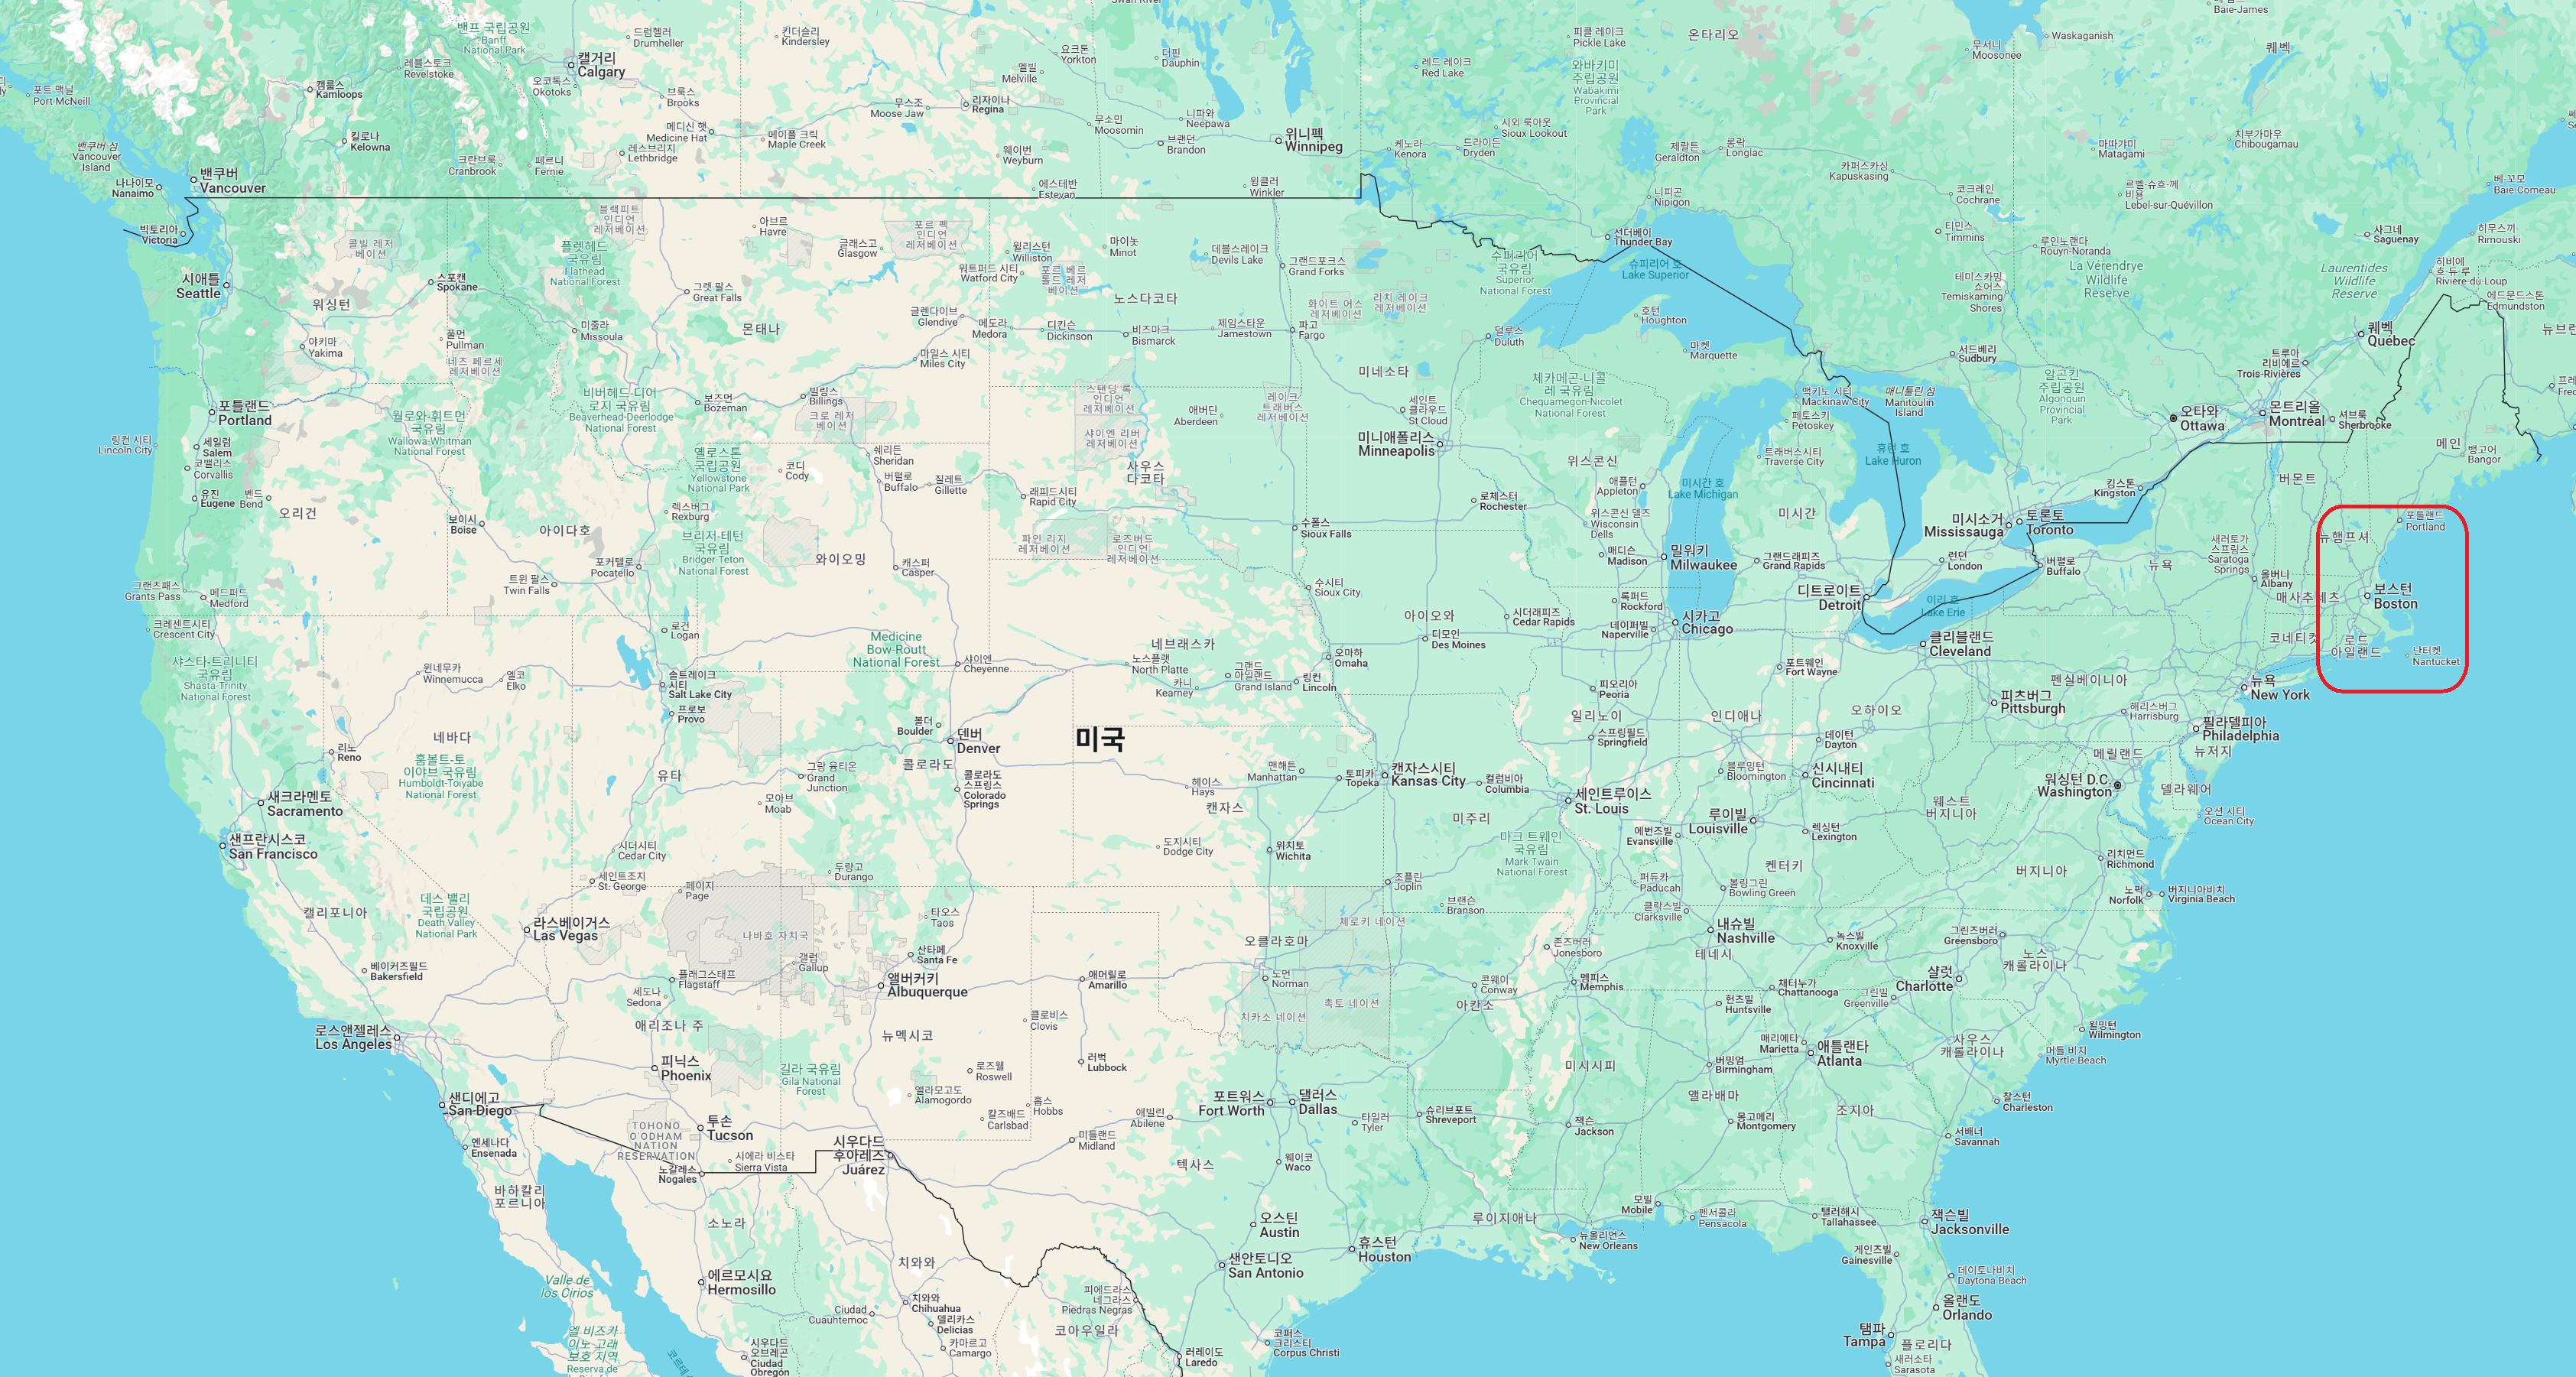 Swan River
밴프 국립공원
Banff
National Park
드럼헬러
Drumheller
킨더슬리
Kindersley
요크톤
Yorkton
더핀
Dauphin
피클 레이크
Pickle Lake
온타리오
무서니
Moosonee
Waskaganish
Baie-James
퀘벡
캘거리
Calgary
레벨스토크
Revelstoke
오코톡스
Okotoks
멜빌
Melville
레드 레이크
Red Lake
와바키미
주립공원
Wabakimi
Provincial
Park
포트 맥닐
Port McNeill
캠룹스
Kamloops
브룩스
Brooks
무스조
Moose Jaw
리자이나
Regina
무소민
Moosomin
니파와
Neepawa
시외 룩아웃
Sioux Lookout
치부가마우
Chibougamau
킬로나
Kelowna
메디신 햇
Medicine Hat
메이플 크릭
Maple Creek
브랜던
Brandon
위니펙
Winnipeg
케노라
Kenora
드라이든
Dryden
제랄트
Geraldton
롱락
Longlac
마따갸미
Matagami
밴쿠버 섬
Vancouver
Island
크란브룩
Cranbrook
페르니
Fernie
레스브리지
Lethbridge
웨이번
Weyburn
카퍼스카싱
Kapuskasing
나나이모
Nanaimo
밴쿠버
Vancouver
에스테반
Estevan
윙클러
Winkler
니피곤
Nipigon
코크레인
Cochrane
르벨-슈흐-께
비용
Lebel-sur-Quévillon
베-꼬모
Baie-Comeau
빅토리아
Victoria
블랙피트
인디언
레저베이션
아브르
Havre
포르 펙
인디언
레저베이션
선더베이
Thunder Bay
티민스
Timmins
사그네
Saguenay
히무스끼
Rimouski
콜빌 레저
베이션
플랫헤드
국유림
Flathead
National Forest
글래스고
Glasgow
윌리스턴
Williston
마이놋
Minot
데블스레이크
Devils Lake
그랜드포크스
Grand Forks
수피리어
국유림
Superior
National Forest
슈피리어 호
Lake Superior
루인노랜다
Rouyn-Noranda
La Vérendrye
Wildlife
Reserve
Laurentides
Wildlife
Reserve
히비에
흐-듀-루
Rivière-du-Loup
시애틀
Seattle
스포캔
Spokane
그렛 팔스
Great Falls
워트퍼드 시티
Watford City
포르 베르
톨드 레저
베이션
테미스카밍
쇼어스
Temiskaming
Shores
에드문드스톤
Edmundston
워싱턴
노스다코타
화이트 어스
레저베이션
리치 레이크
레저베이션
호턴
Houghton
야키마
Yakima
풀먼
Pullman
미줄라
Missoula
몬태나
글렌다이브
Glendive
메도라
Medora
디킨슨
Dickinson
비즈마크
Bismarck
제임스타운
Jamestown
파고
Fargo
덜루스
Duluth
마켓
Marquette
서드베리
Sudbury
퀘벡
Québec
뉴브런
네즈 페르세
레저베이션
마일스 시티
Miles City
미네소타
트루아
리비에르
Trois-Rivières
포틀랜드
Portland
월로와-휘트먼
국유림
Wallowa-Whitman
National Forest
비버헤드-디어
로지 국유림
Beaverhead-Deerlodge
National Forest
보즈먼
Bozeman
빌링스
Billings
크로 레저
베이션
스탠딩 록
인디언
레저베이션
애버딘
Aberdeen
레이크
트래버스
레저베이션
세인트
클라우드
St Cloud
체카메곤-니콜
레 국유림
Chequamegon-Nicolet
National Forest
맥키노 시티
Mackinaw City
페토스키
Petoskey
매니툴린 섬
Manitoulin
Island
알곤킨
주립공원
Algonquin
Provincial
Park
오타와
Ottawa
몬트리올
Montréal
셔브룩
Sherbrooke
프레
Fred
링컨 시티
Lincoln City
세일럼
Salem
코밸리스
Corvallis
샤이엔 리버
레저베이션
미니애폴리스
Minneapolis
메인
뱅고어
Bangor
유진
Eugene
벤드
Bend
오리건
보이시
Boise
아이다호
옐로스톤
국립공원
Yellowstone
National Park
렉스버그
Rexburg
코디
Cody
쉐리든
Sheridan
버펄로
Buffalo
질레트
Gillette
래피드시티
Rapid City
사우스
다코타
위스콘신
애플턴
Appleton
트래버스시티
Traverse City
휴런 호
Lake Huron
미시간 호
Lake Michigan
킹스톤
Kingston
버몬트
로체스터
Rochester
위스콘신 델즈
Wisconsin
Dells
미시간
미시소거
Mississauga
토론토
Toronto
포틀랜드
Portland
뉴햄프셔
포커텔로
Pocatello
브리저-테턴
국유림
Bridger Teton
National Forest
와이오밍
캐스퍼
Casper
파인 리지
레저베이션
로즈버드
인디언
레저베이션
수폴스
Sioux Falls
매디슨
Madison
밀워키
Milwaukee
그랜드래피즈
Grand Rapids
런던
London
버펄로
Buffalo
뉴욕
새러토가
스프링스
Saratoga
Springs
올버니
Albany
그랜츠패스
Grants Pass
메드퍼드
Medford
트윈 팔스
Twin Falls
수시티
Sioux City
록퍼드
Rockford
디트로이트
Detroit
이리 호
Lake Erie
매사추세츠
보스턴
Boston
크레센트시티
Crescent City
로건
Logan
Medicine
Bow-Routt
National Forest
네브래스카
아이오와
디모인
Des Moines
시더래피즈
Cedar Rapids
네이퍼빌
Naperville
시카고
Chicago
클리블랜드
Cleveland
코네티컷
로드
아일랜드
난터켓
Nantucket
샤스타-트리니티
국유림
Shasta-Trinity
National Forest
윈네무카
Winnemucca
엘코
Elko
솔트레이크
시티
Salt Lake City
샤이엔
Cheyenne
노스플랫
North Platte
카니
Kearney
그랜드
아일랜드
Grand Island
오마하
Omaha
링컨
Lincoln
피오리아
Peoria
포트웨인
Fort Wayne
펜실베이니아
뉴욕
New York
프로보
Provo
볼더
Boulder
덴버
Denver
미국
일리노이
인디애나
오하이오
피츠버그
Pittsburgh
해리스버그
Harrisburg
필라델피아
Philadelphia
네바다
리노
Reno
홈볼트-토
이야브 국유림
Humboldt-Toiyabe
National Forest
유타
그랑 융티온
Grand
Junction
콜로라도
콜로라도
스프링스
Colorado
Springs
스프링필드
Springfield
데이턴
Dayton
메릴랜드
뉴저지
모아브
Moab
헤이스
Hays
맨해튼
Manhattan
토피카
Topeka
캔자스시티
Kansas City
컬럼비아
Columbia
블루밍턴
Bloomington
신시내티
Cincinnati
워싱턴 D.C.
Washington
델라웨어
새크라멘토
Sacramento
캔자스
미주리
세인트루이스
St. Louis
루이빌
Louisville
웨스트
버지니아
오션 시티
Ocean City
샌프란시스코
San Francisco
시더시티
Cedar City
도지시티
Dodge City
위치토
Wichita
마크 트웨인
국유림
Mark Twain
National Forest
에번즈빌
Evansville
렉싱턴
Lexington
리치먼드
Richmond
세인트조지
St. George
페이지
Page
두랑고
Durango
조플린
Joplin
퍼듀카
Paducah
켄터키
볼링그린
Bowling Green
버지니아
노퍽
Norfolk
버지니아비치
Virginia Beach
캘리포니아
데스 밸리
국립공원
Death Valley
National Park
라스베이거스
Las Vegas
나바호 자치국
타오스
Taos
체로키 네이션
브랜슨
Branson
클락스빌
Clarksville
내슈빌
Nashville
녹스빌
Knoxville
그린즈버러
Greensboro
베이커즈필드
Bakersfield
플래그스태프
Flagstaff
갤럽
Gallup
산타페
Santa Fe
오클라호마
존즈버러
Jonesboro
테네시
노스
캐롤라이나
세도나
Sedona
앨버커키
Albuquerque
애머릴로
Amarillo
노먼
Norman
촉토 네이션
치카소 네이션
콘웨이
Conway
아칸소
멤피스
Memphis
헌츠빌
Huntsville
채터누가
Chattanooga
그린빌
Greenville
샬럿
Charlotte
로스앤젤레스
Los Angeles
애리조나 주
뉴멕시코
클로비스
Clovis
매리에타
Marietta
애틀랜타
Atlanta
사우스
캐롤라이나
윌밍턴
Wilmington
머틀 비치
Myrtle Beach
피닉스
Phoenix
길라 국유림
Gila National
Forest
로즈웰
Roswell
러벅
Lubbock
미시시피
버밍엄
Birmingham
샌디에고
San Diego
앨라모고도
Alamogordo
칼즈배드
Carlsbad
홉스
Hobbs
애빌린
Abilene
포트워스
Fort Worth
댈러스
Dallas
타일러
Tyler
슈리브포트
Shreveport
잭슨
Jackson
앨라배마
몽고메리
Montgomery
조지아
찰스턴
Charleston
엔세나다
Ensenada
TOHONO
O'ODHAM
NATION
RESERVATION
투손
Tucson
노갈레스
Nogales
시에라 비스타
Sierra Vista
시우다드
후아레스
Juárez
미들랜드
Midland
텍사스
웨이코
Waco
서배너
Savannah
바하칼리
포르니아
소노라
오스틴
Austin
루이지애나
모빌
Mobile
펜서콜라
Pensacola
탤러해시
Tallahassee
잭슨빌
Jacksonville
치와와
샌안토니오
San Antonio
휴스턴
Houston
뉴올리언스
New Orleans
게인즈빌
Gainesville
Valle de
los Cirios
에르모시요
Hermosillo
치와와
Chihuahua
피에드라스
네그라스
Piedras Negras
데이토나비치
Daytona Beach
Ciudad
Cuauhtemoc
델리카스
Delicias
코아우일라
올랜도
Orlando
엘-비즈카
이노 고래
보호 지역
Reserva de
시우다드
오브레곤
Ciudad
Obregón
카마르고
Camargo
러레이도
Laredo
코퍼스
크리스티
Corpus Christi
탬파
Tampa
플로리다
새러소타
Sarasota